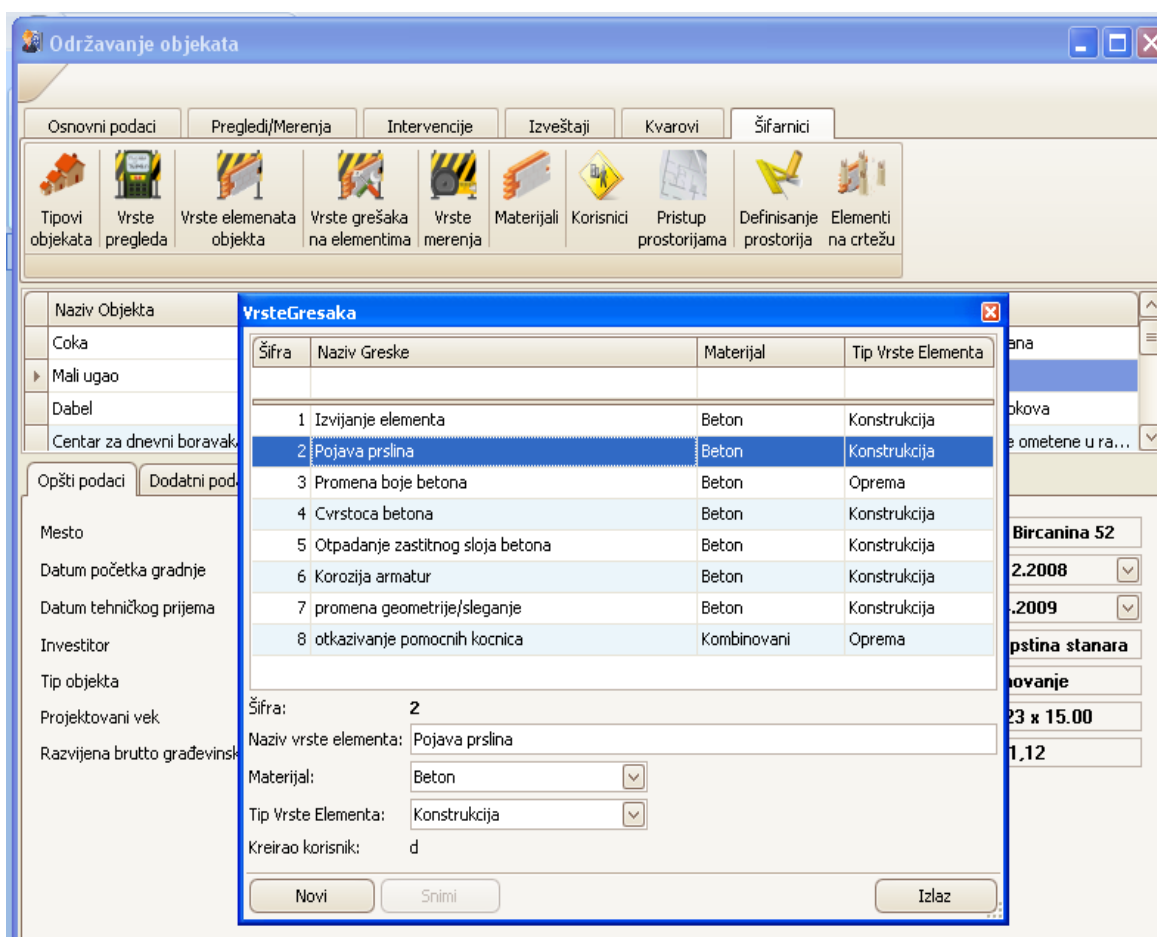 Održavanje objekata
Osnovni podaci Pregledi/Merenja Intervencije Izveštaji Kvarovi Šifarnici
Tipovi objekata
Vrste pregleda
Vrste elemenata objekta
Vrste grešaka na elementima
Vrste merenja
Materijali
Korisnici
Pristup prostorijama
Definisanje prostorija
Elementi na crtežu
Naziv Objekta
Coka
Mali ugao
Dabel
Centar za dnevni boravak
ometene u ra...
Opšti podaci Dodatni
Mesto
Datum početka gradnje
Datum tehničkog prijema
Investitor
Tip objekta
Projektovani vek
Razvijena brutto
Bircanina 52
2.2008
.2009
stanara
23 x 15.00
1,12
VrsteGresaka
Šifra Naziv Greske Materijal Tip Vrste Elementa
1 Izvijanje elementa Beton Konstrukcija
2 Pojava prslina Beton Konstrukcija
3 Promena boje betona Beton Oprema
4 Cvrstoca betona Beton Konstrukcija
5 Otpadanje zastitnog sloja betona Beton Konstrukcija
6 Korozija armatur Beton Konstrukcija
7 promena geometrije/sleganje Beton Konstrukcija
8 otkazivanje pomocnih kocnica Kombinovani Oprema
Šifra: 2
Naziv vrste elementa: Pojava prslina
Materijal: Beton
Tip Vrste Elementa: Konstrukcija
Kreirao korisnik: d
Novi Snimi Izlaz